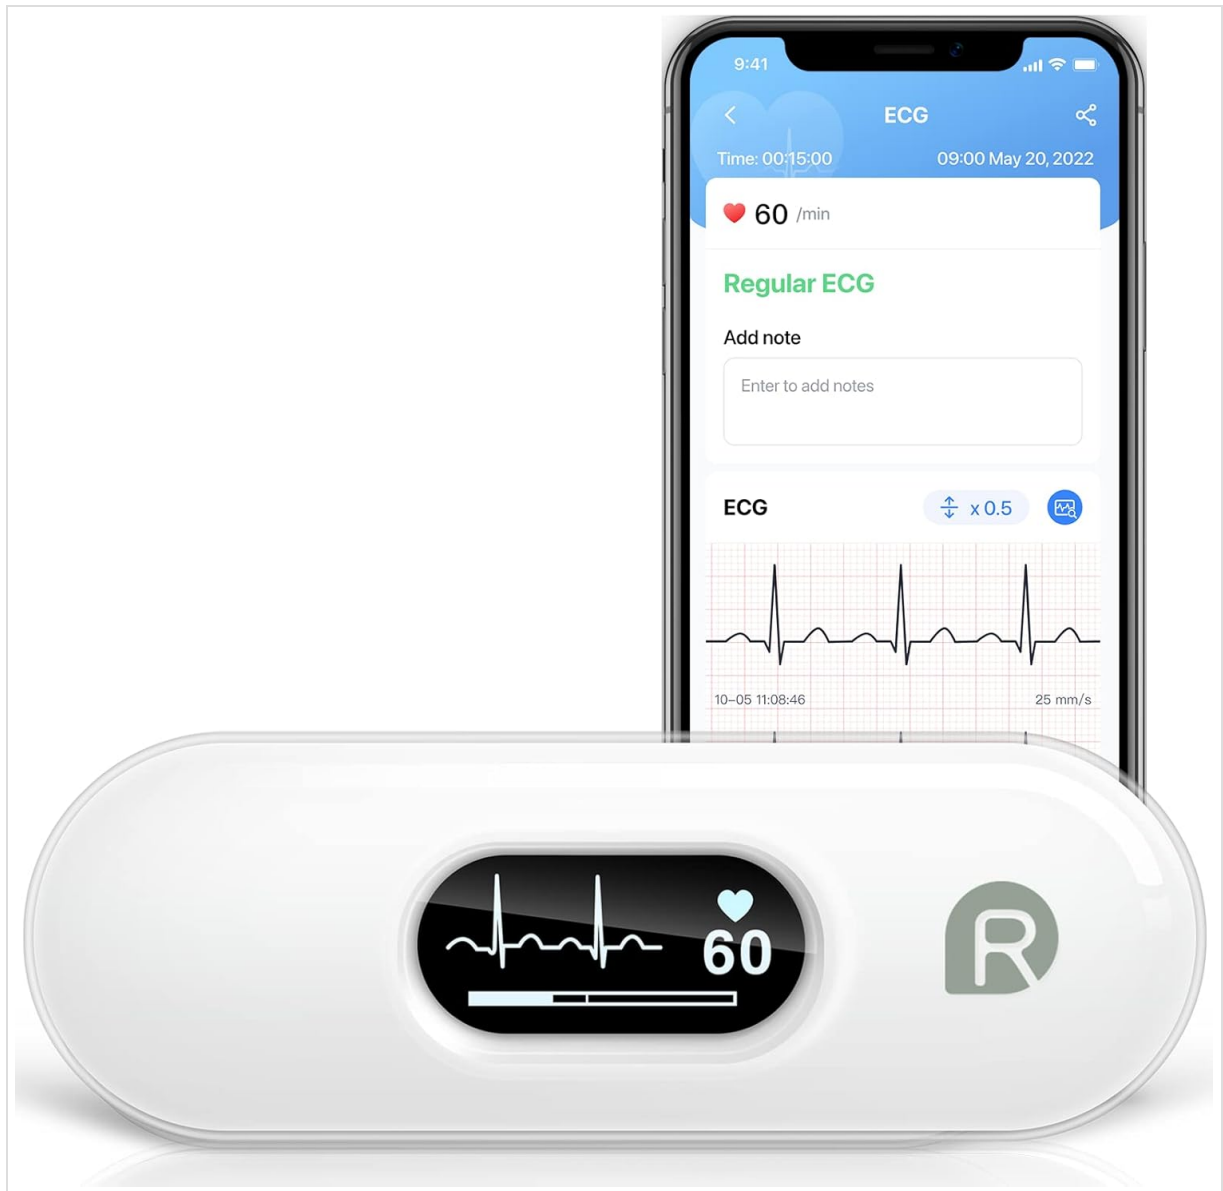 9:41
ECG
Time: 00:15:00 09:00 May 20, 2022
60 /min
Regular ECG
Add note
Enter to add notes
ECG x 0.5
10-05 11:08:46 25 mm/s
60
R